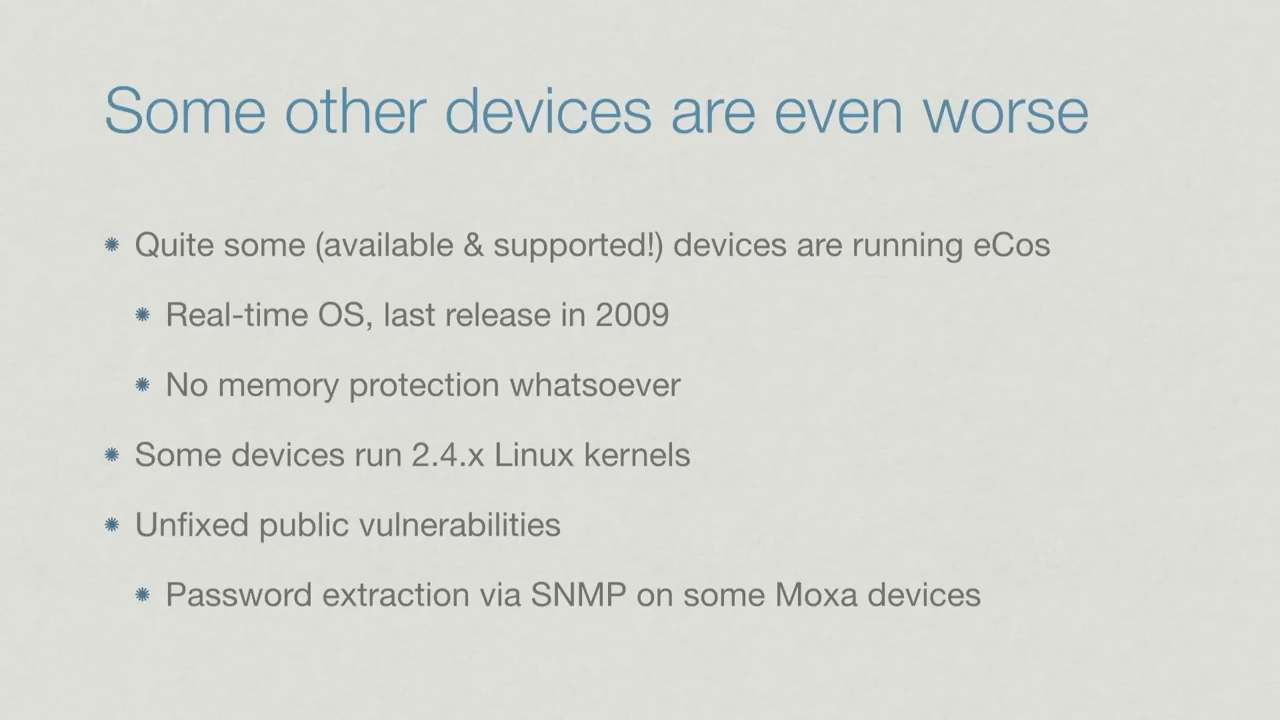 Some other devices are even worse
Quite some (available & supported!) devices are running eCos
Real-time OS, last release in 2009
No memory protection whatsoever
Some devices run 2.4.x Linux kernels
Unfixed public vulnerabilities
Password extraction via SNMP on some Moxa devices